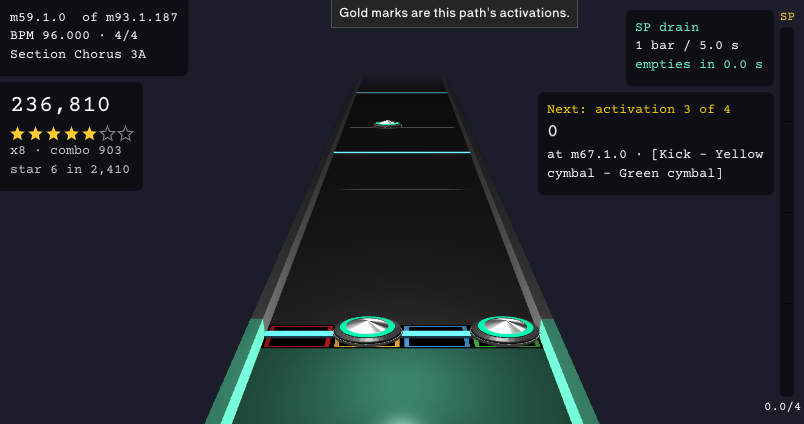 m59.1.0 of m93.1.187
BPM 96.000 · 4/4
Section Chorus 3A
236,810
x8 · combo 903
star 6 in 2,410
Gold marks are this path's activations.
SP drain
1 bar / 5.0 s
empties in 0.0 s
Next: activation 3 of 4
0
at m67.1.0 · [Kick - Yellow
cymbal - Green cymbal]
SP
0.0/4